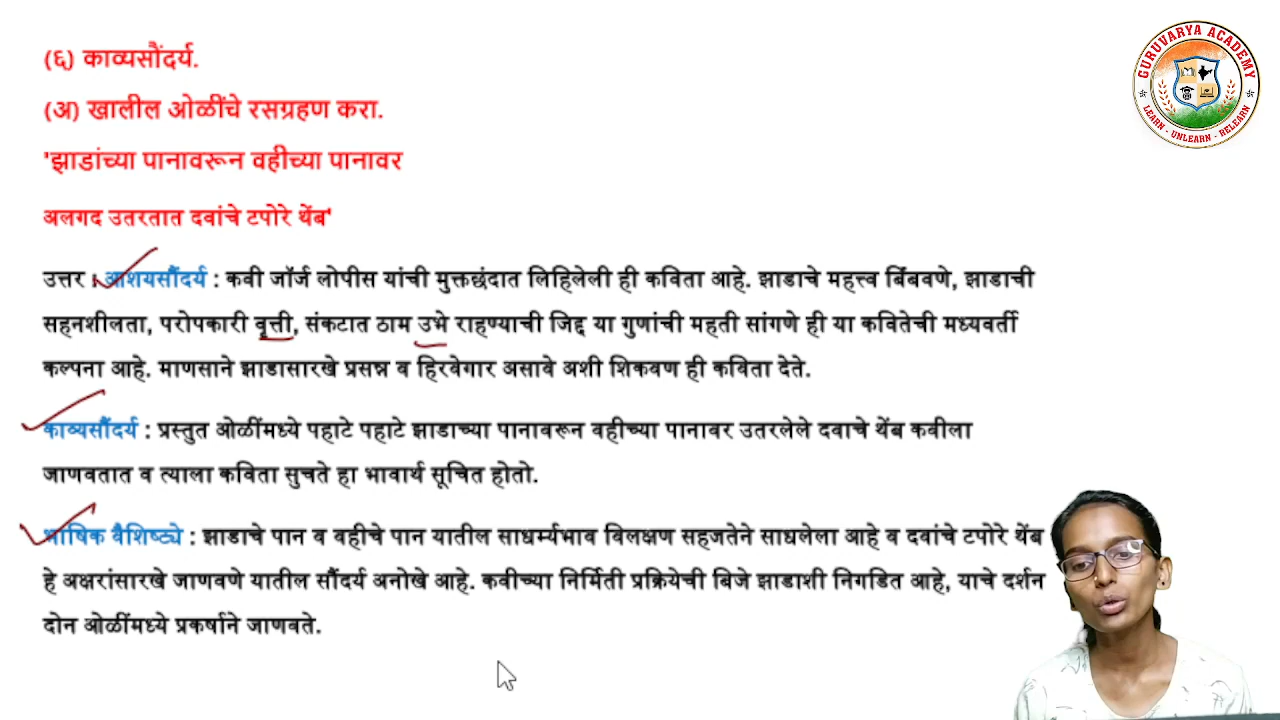 (६) काव्यसौंदर्य.
(अ) खालील ओळींचे रसग्रहण करा.
'झाडांच्या पानावरून वहीच्या पानावर
अलगद उतरतात दवांचे टपोरे थेंब'
उत्तर : आशयसौंदर्य : कवी जॉर्ज लोपीस यांची मुक्तछंदात लिहिलेली ही कविता आहे. झाडाचे महत्त्व बिंबवणे, झाडाची
सहनशीलता, परोपकारी वृत्ती, संकटात ठाम उभे राहण्याची जिद्द या गुणांची महती सांगणे ही या कवितेची मध्यवर्ती
कल्पना आहे. माणसाने झाडासारखे प्रसन्न व हिरवेगार असावे अशी शिकवण ही कविता देते.
काव्यसौंदर्य : प्रस्तुत ओळींमध्ये पहाटे पहाटे झाडाच्या पानावरून वहीच्या पानावर उतरलेले दवाचे थेंब कवीला
जाणवतात व त्याला कविता सुचते हा भावार्थ सूचित होतो.
भाषिक वैशिष्ट्ये : झाडाचे पान व वहीचे पान यातील साधर्म्यभाव विलक्षण सहजतेने साधलेला आहे व दवांचे टपोरे थेंब
हे अक्षरांसारखे जाणवणे यातील सौंदर्य अनोखे आहे. कवीच्या निर्मिती प्रक्रियेची बिजे झाडाशी निगडित आहे, याचे दर्शन
दोन ओळींमध्ये प्रकर्षाने जाणवते.
GURUVARYA ACADEMY
LEARN - UNLEARN - RELEARN